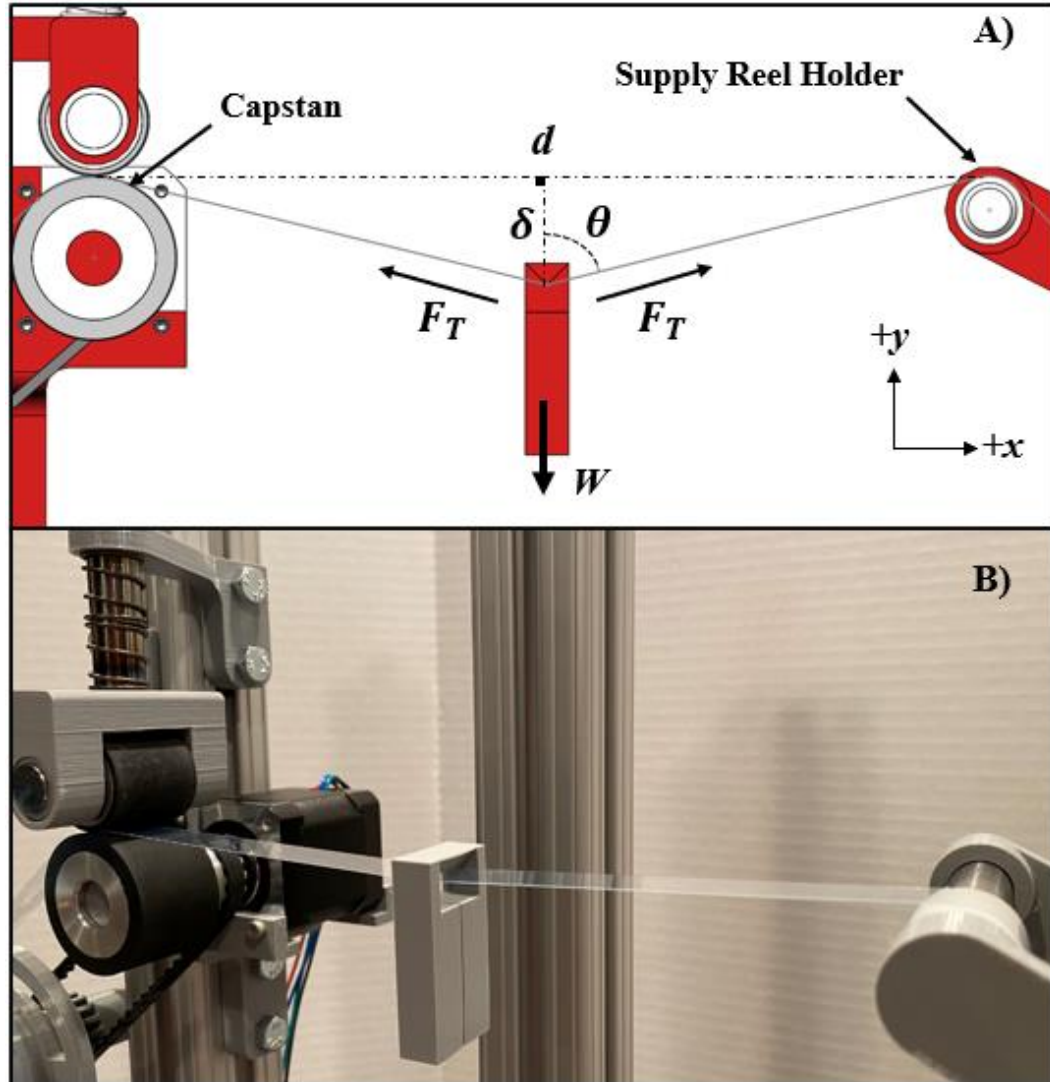 A)
Supply Reel Holder
Capstan
d
δ θ
F_T F_T
+y
+x
W
B)